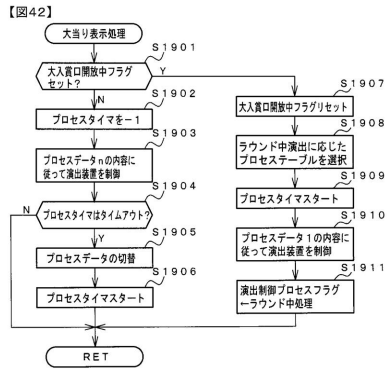 【図42】
大当り表示処理
S1901
大入賞口開放中フラグ
セット？
Y
N
S1902
プロセスタイマを－1
S1903
プロセスデータnの内容に
従って演出装置を制御
S1904
プロセスタイマはタイムアウト？
N
Y
S1905
プロセスデータの切替
S1906
プロセスタイマスタート
S1907
大入賞口開放中フラグリセット
S1908
ラウンド中演出に応じた
プロセステーブルを選択
S1909
プロセスタイマスタート
S1910
プロセスデータ1の内容に
従って演出装置を制御
S1911
演出制御プロセスフラグ
←ラウンド中処理
RET